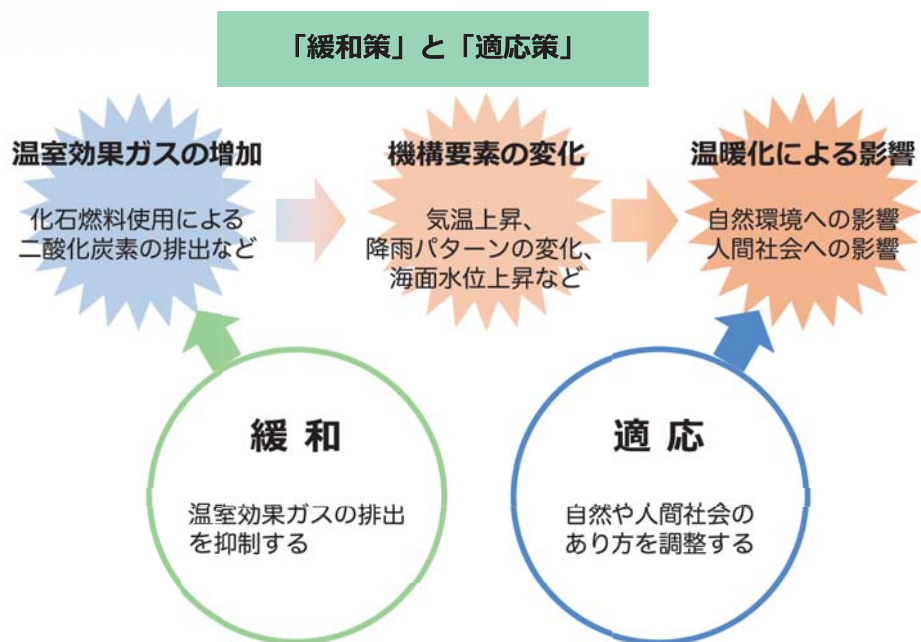 「緩和策」と「適応策」
温室効果ガスの増加
化石燃料使用による
二酸化炭素の排出など
機構要素の変化
気温上昇、
降雨パターンの変化、
海面水位上昇など
温暖化による影響
自然環境への影響
人間社会への影響
緩和
温室効果ガスの排出
を抑制する
適応
自然や人間社会の
あり方を調整する